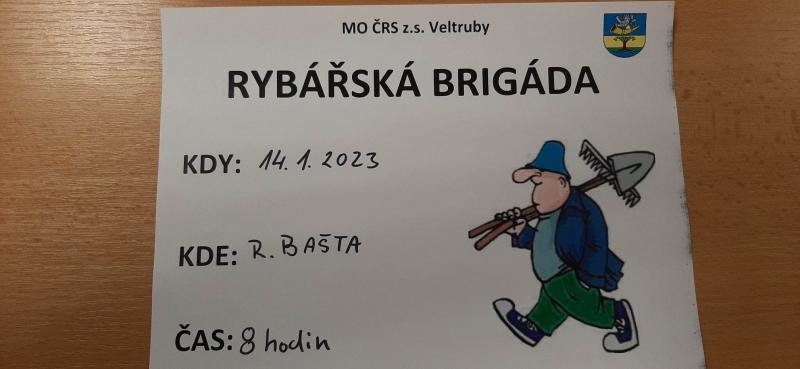 MO ČRS z.s. Veltruby
RYBÁŘSKÁ BRIGÁDA
KDY: 14.1.2023
KDE: R. BAŠTA
ČAS: 8 hodin